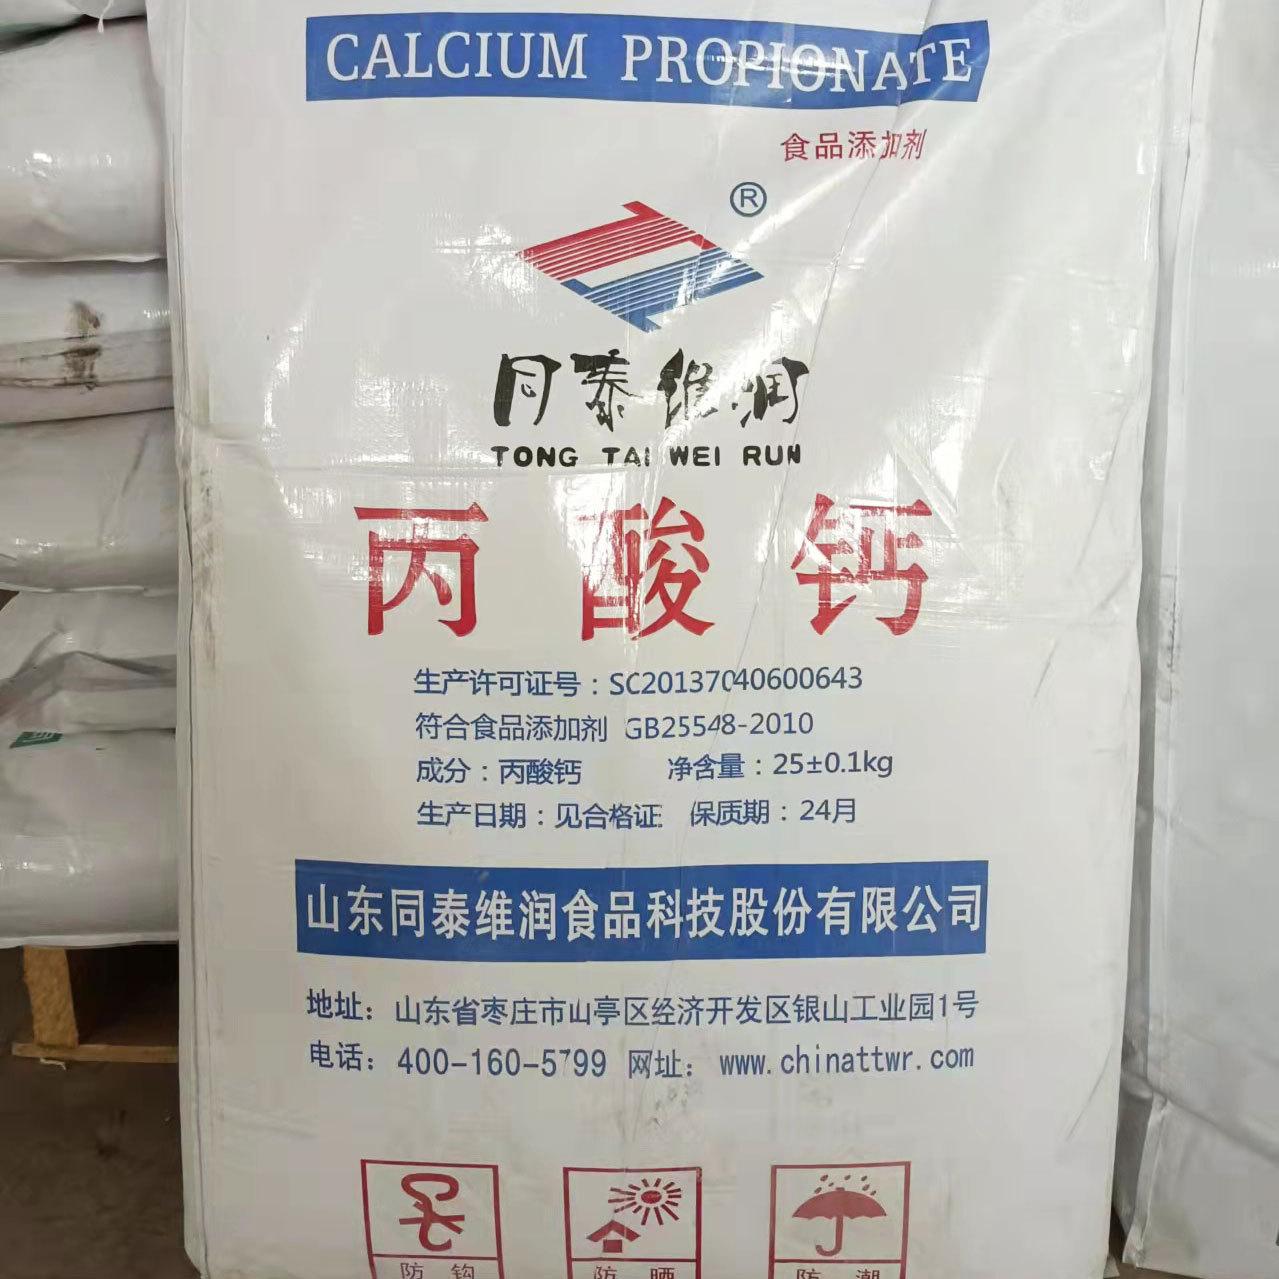 CALCIUM PROPIONATE
食品添加剂
®
同泰维润
TONG TAI WEI RUN
丙酸钙
生产许可证号：SC20137040600643
符合食品添加剂 GB25548-2010
成分：丙酸钙 净含量：25±0.1kg
生产日期：见合格证 保质期：24月
山东同泰维润食品科技股份有限公司
地址：山东省枣庄市山亭区经济开发区银山工业园1号
电话：400-160-5799 网址：www.chinattwr.com
防钩 防晒 防潮